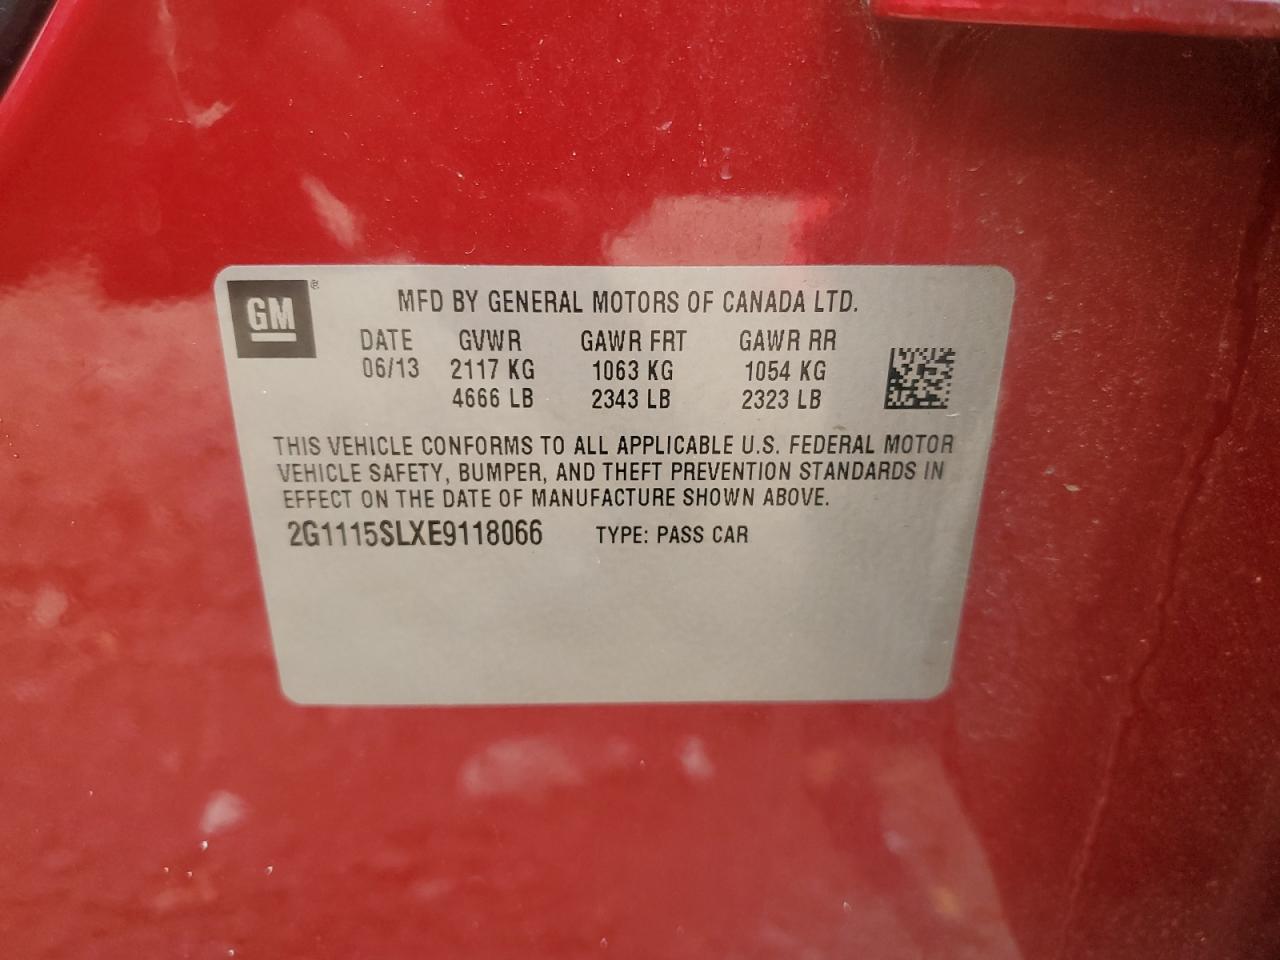 GM ®
MFD BY GENERAL MOTORS OF CANADA LTD.
DATE GVWR GAWR FRT GAWR RR
06/13 2117 KG 1063 KG 1054 KG
4666 LB 2343 LB 2323 LB
THIS VEHICLE CONFORMS TO ALL APPLICABLE U.S. FEDERAL MOTOR
VEHICLE SAFETY, BUMPER, AND THEFT PREVENTION STANDARDS IN
EFFECT ON THE DATE OF MANUFACTURE SHOWN ABOVE.
2G1115SLXE9118066 TYPE: PASS CAR